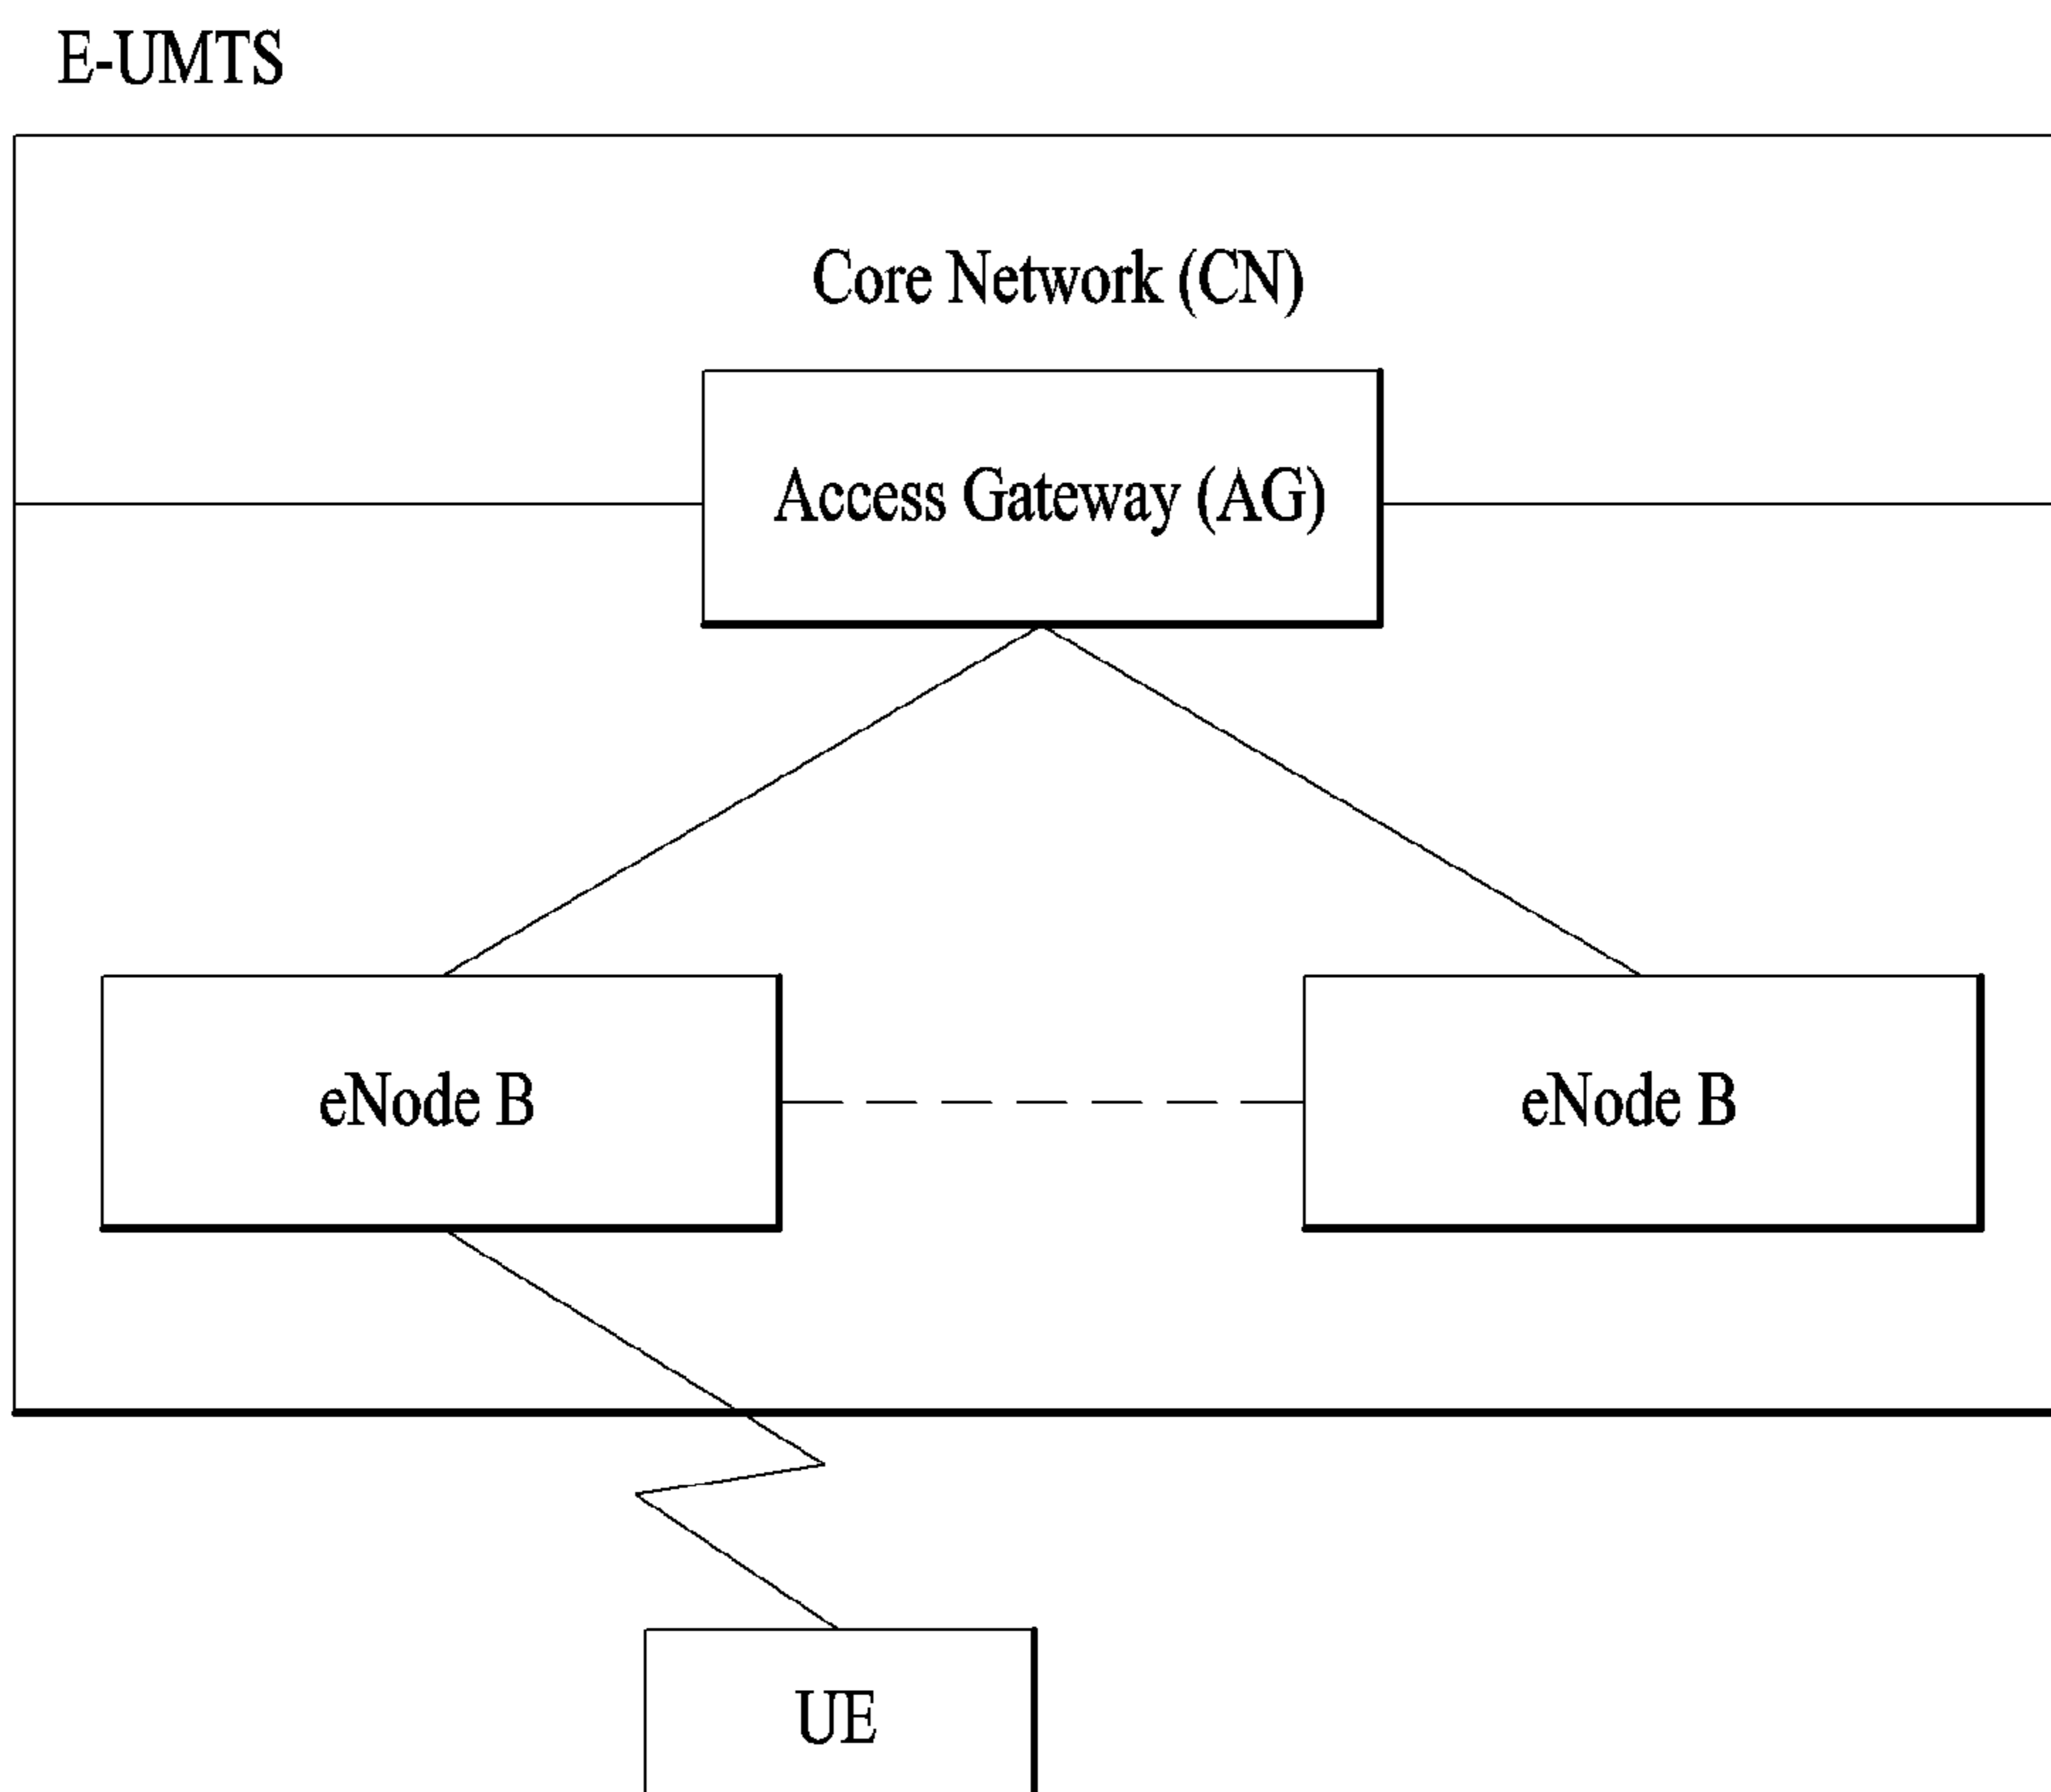 E-UMTS
Core Network (CN)
Access Gateway (AG)
eNode B
eNode B
UE